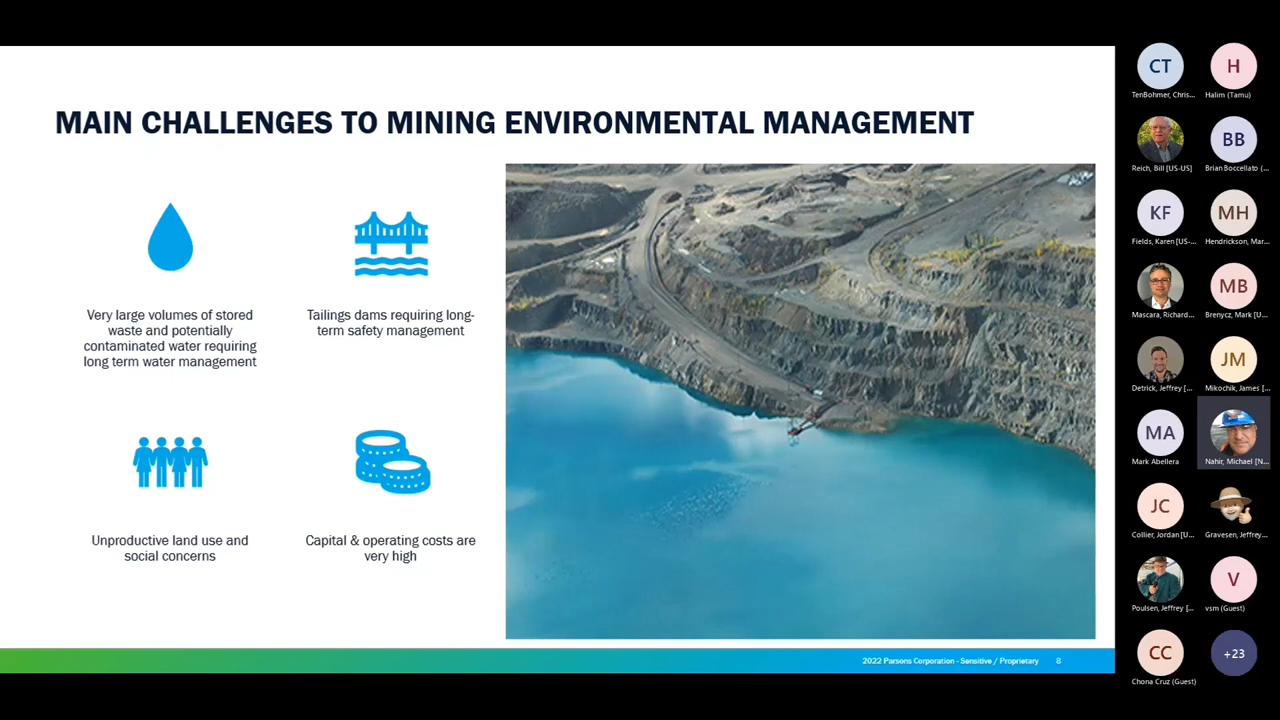 MAIN CHALLENGES TO MINING ENVIRONMENTAL MANAGEMENT
Very large volumes of stored
waste and potentially
contaminated water requiring
long term water management
Tailings dams requiring long-
term safety management
Unproductive land use and
social concerns
Capital & operating costs are
very high
2022 Parsons Corporation - Sensitive / Proprietary 8
CT
H
TenBohmer, Chris...
Halim (Tamu)
BB
Reich, Bill [US-US]
Brian Boccellato (...
KF
MH
Fields, Karen [US-...
Hendrickson, Mar...
MB
Mascara, Richard...
Brenycz, Mark [U...
JM
Detrick, Jeffrey [...
Mikochik, James [...
MA
Mark Abellera
Nahir, Michael [N...
JC
Collier, Jordan [U...
Gravesen, Jeffrey...
V
Poulsen, Jeffrey [...
vsm (Guest)
CC
+23
Chona Cruz (Guest)